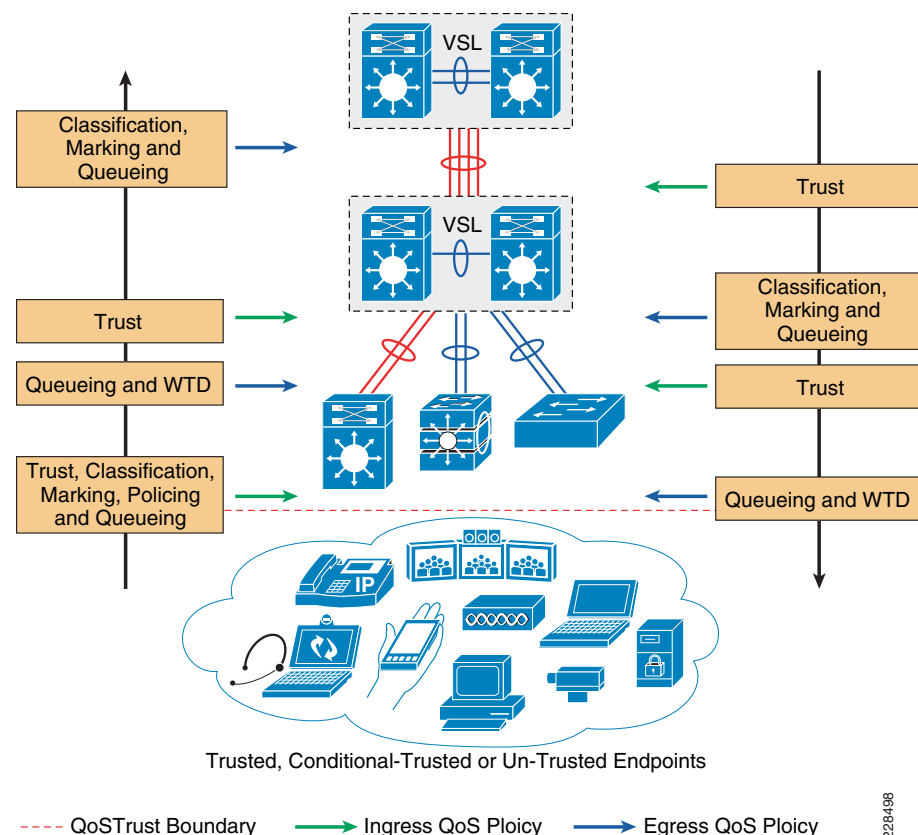 VSL
Classification,
Marking and
Queueing
Trust
VSL
Classification,
Marking and
Queueing
Trust
Queueing and WTD
Trust
Trust, Classification,
Marking, Policing
and Queueing
Queueing and WTD
IP
Trusted, Conditional-Trusted or Un-Trusted Endpoints
QoSTrust Boundary
Ingress QoS Ploicy
Egress QoS Ploicy
228498